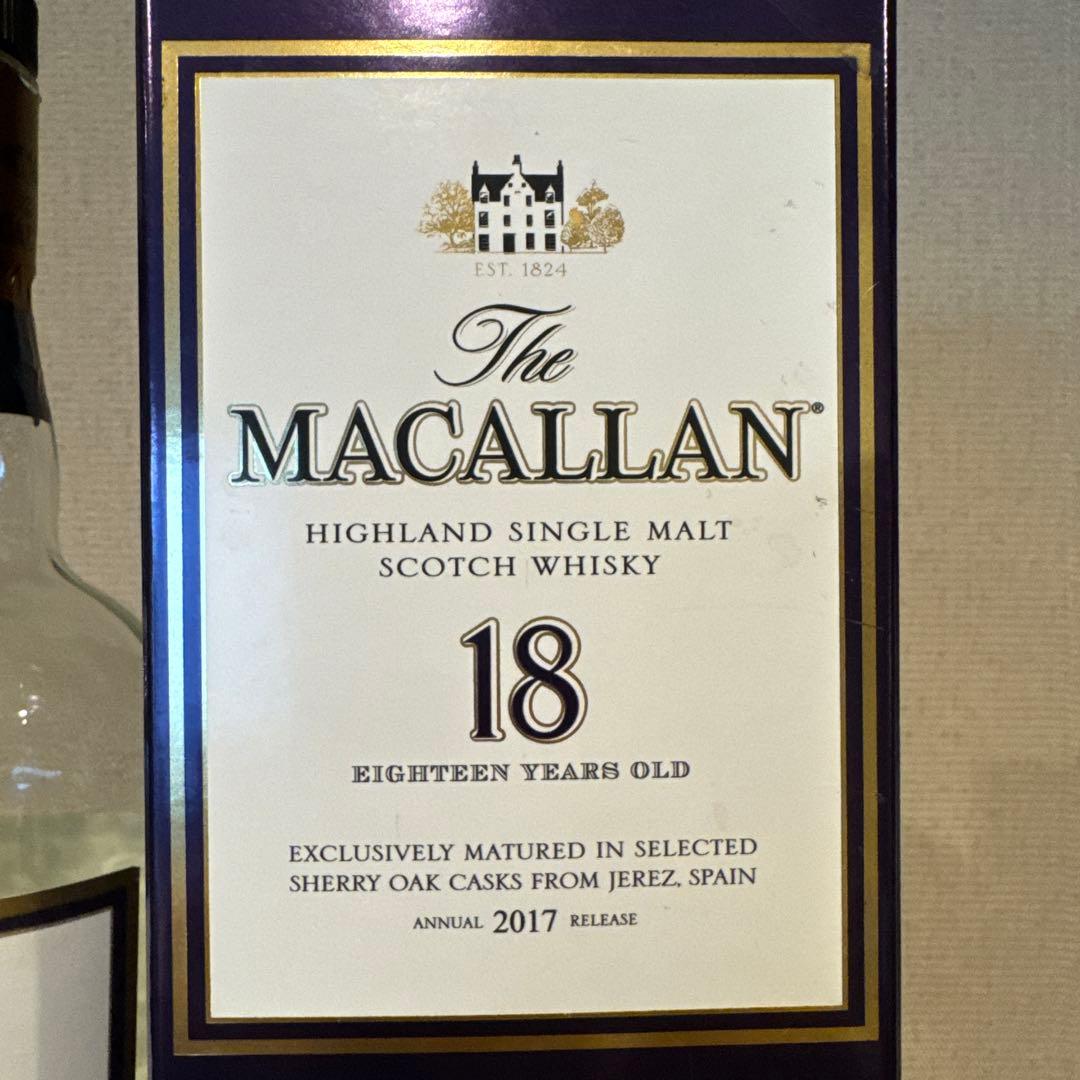 EST. 1824
The
MACALLAN®
HIGHLAND SINGLE MALT
SCOTCH WHISKY
18
EIGHTEEN YEARS OLD
EXCLUSIVELY MATURED IN SELECTED
SHERRY OAK CASKS FROM JEREZ, SPAIN
ANNUAL 2017 RELEASE